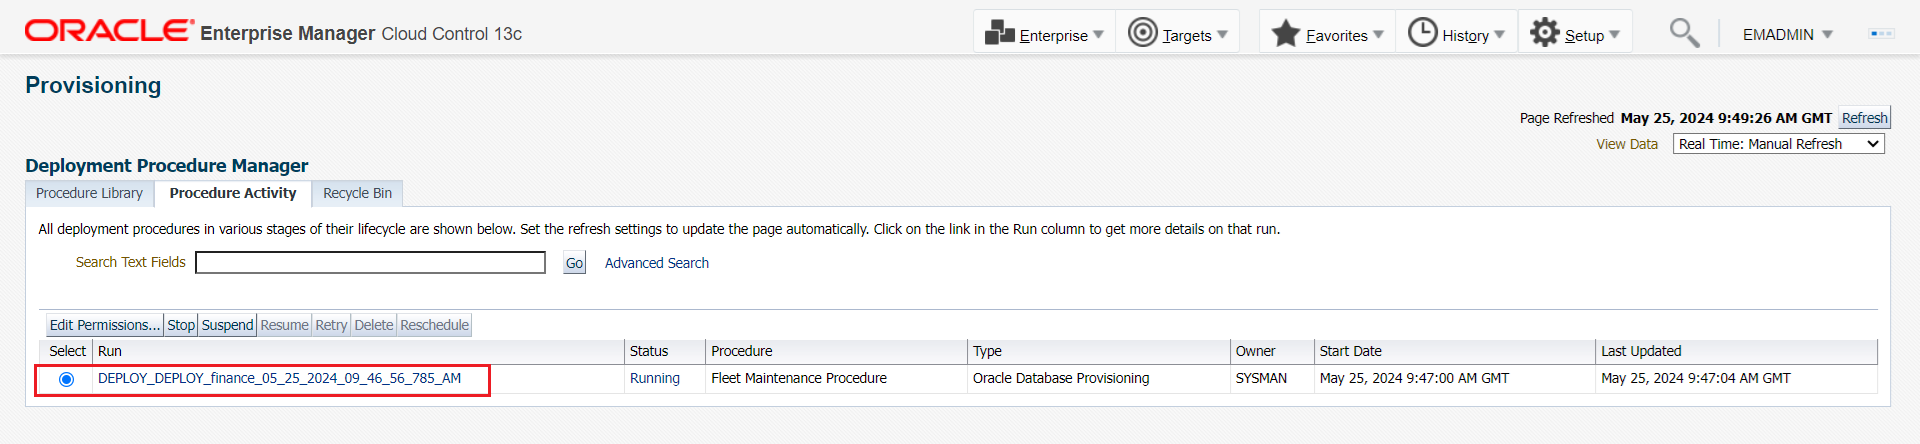 ORACLE Enterprise Manager Cloud Control 13c Enterprise Targets Favorites History Setup EMADMIN
Provisioning
Page Refreshed May 25, 2024 9:49:26 AM GMT Refresh
View Data Real Time: Manual Refresh
Deployment Procedure Manager
Procedure Library Procedure Activity Recycle Bin
All deployment procedures in various stages of their lifecycle are shown below. Set the refresh settings to update the page automatically. Click on the link in the Run column to get more details on that run.
Search Text Fields Go Advanced Search
Edit Permissions... Stop Suspend Resume Retry Delete Reschedule
Select Run Status Procedure Type Owner Start Date Last Updated
DEPLOY_DEPLOY_finance_05_25_2024_09_46_56_785_AM Running Fleet Maintenance Procedure Oracle Database Provisioning SYSMAN May 25, 2024 9:47:00 AM GMT May 25, 2024 9:47:04 AM GMT